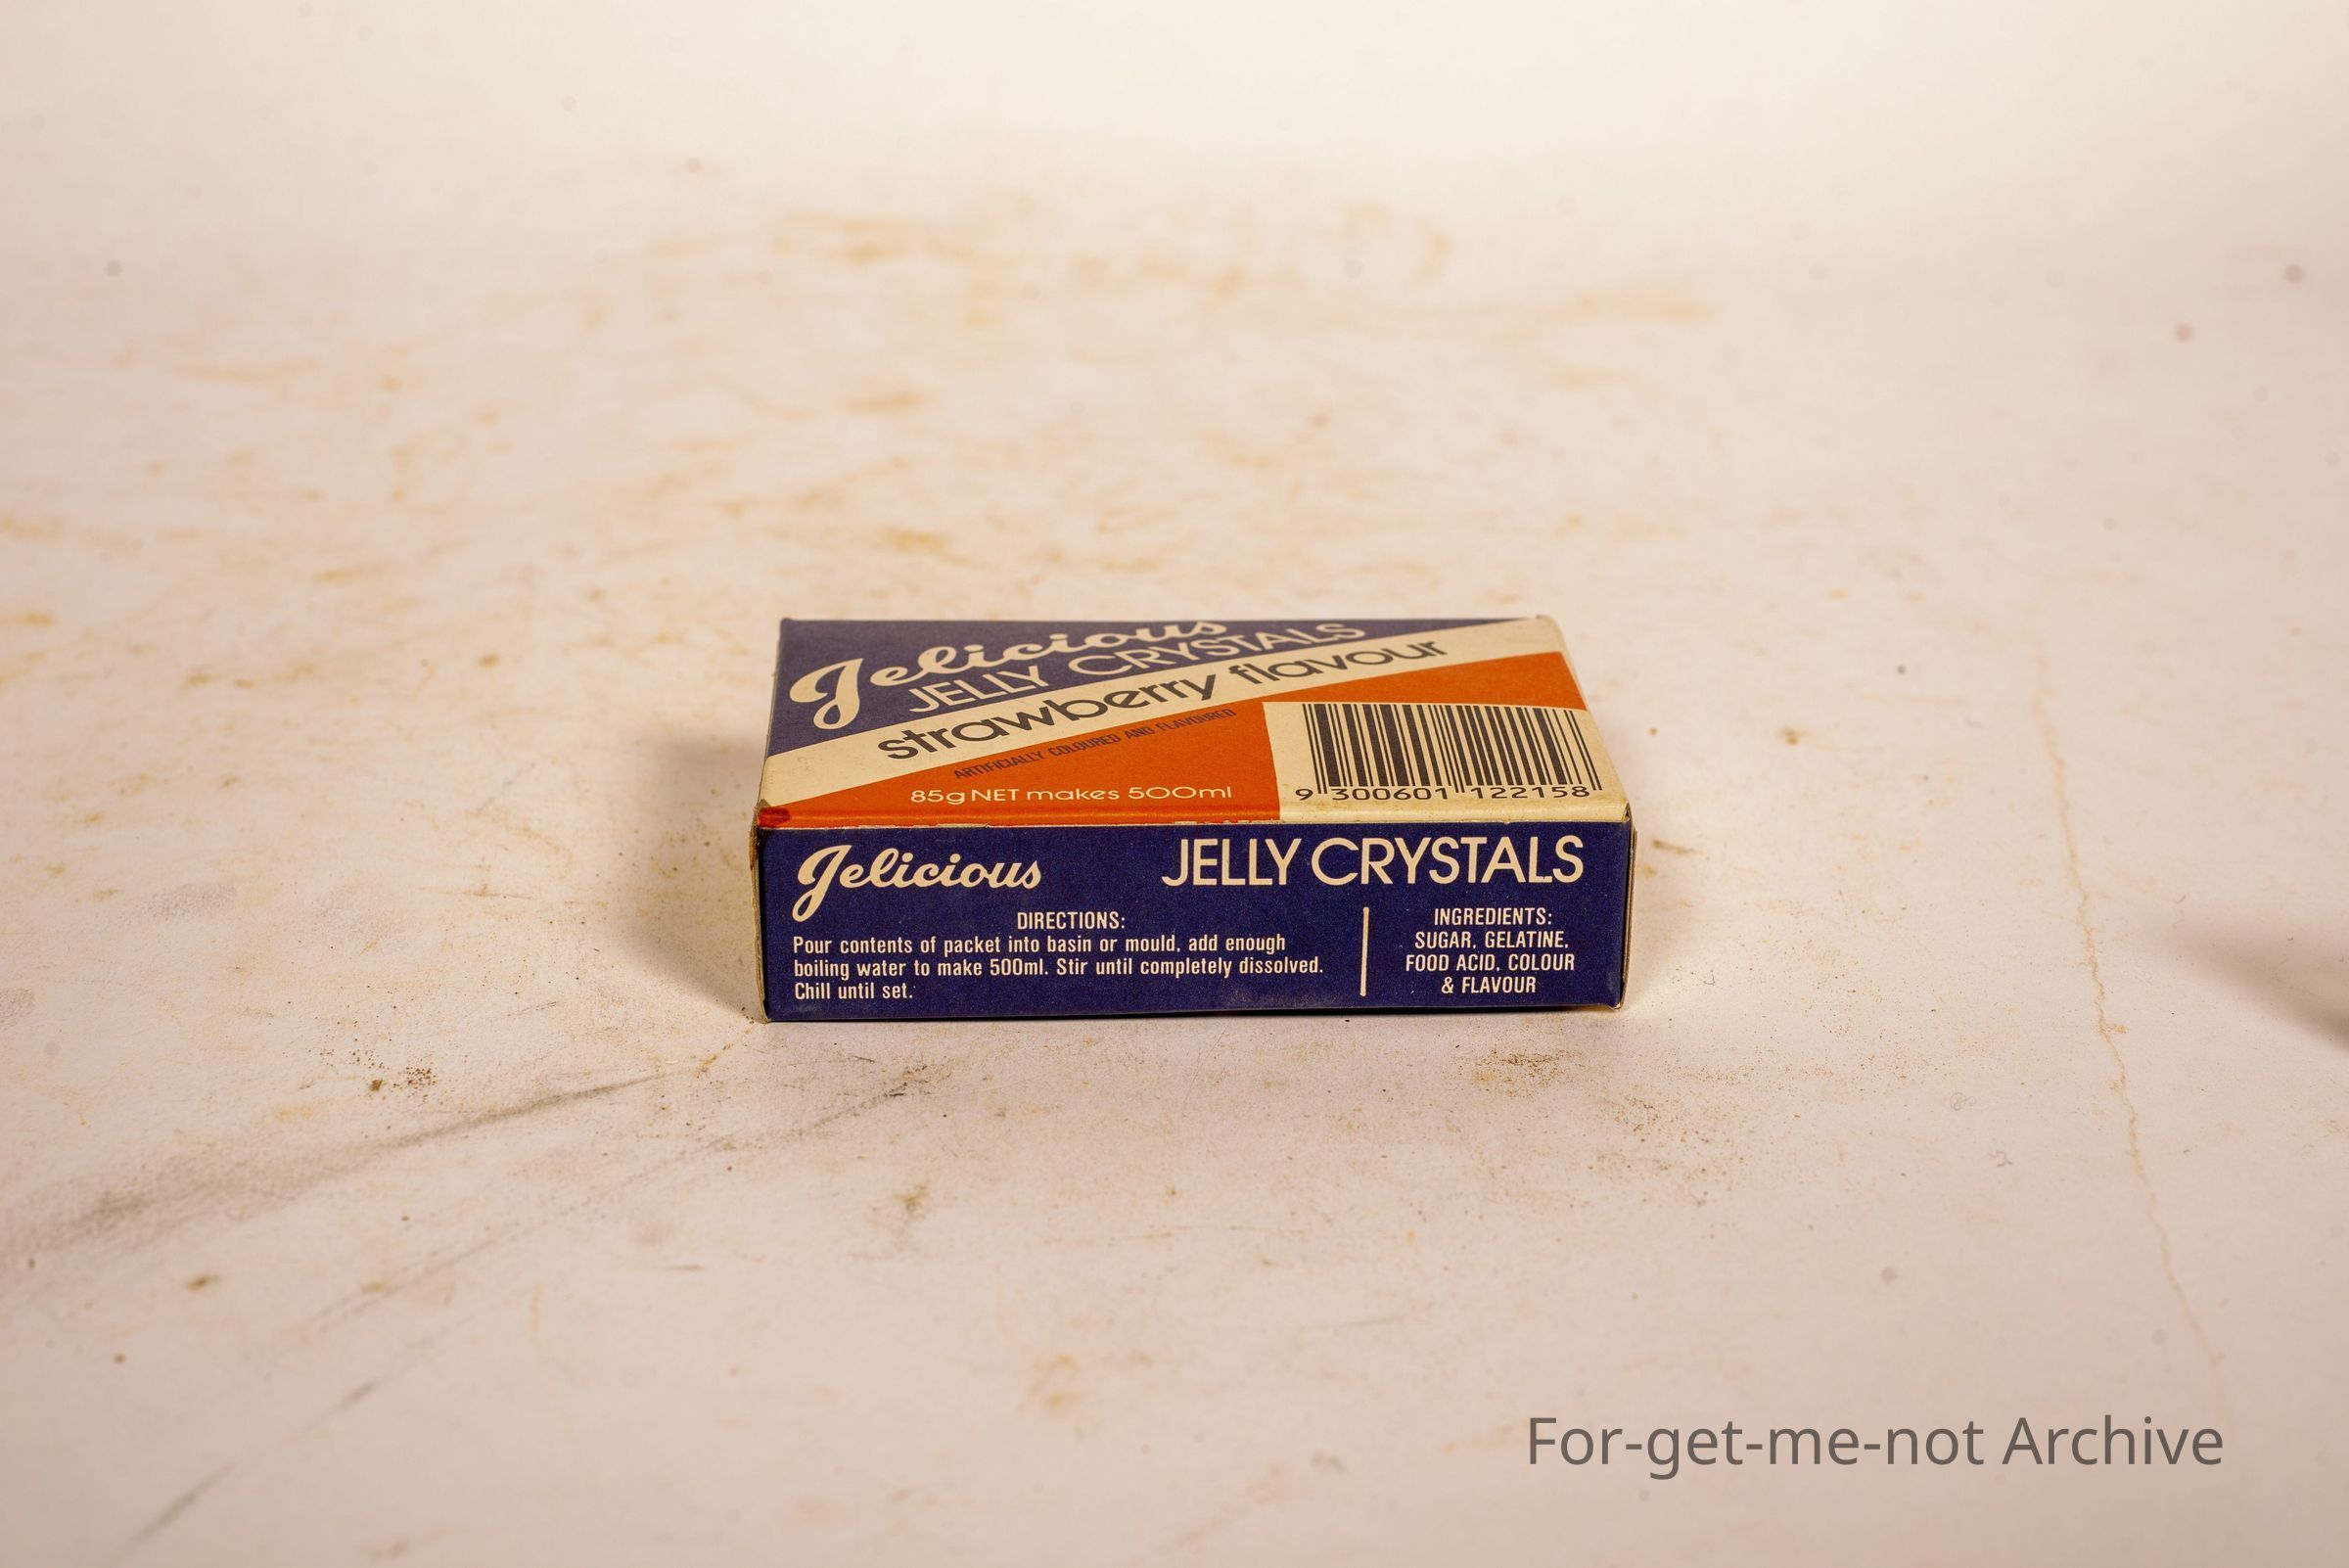 Jelicious
JELLY CRYSTALS
strawberry flavour
ARTIFICIALLY COLOURED AND FLAVOURED
85g NET makes 500ml
9 300601 122158
Jelicious JELLY CRYSTALS
DIRECTIONS:
Pour contents of packet into basin or mould, add enough
boiling water to make 500ml. Stir until completely dissolved.
Chill until set.
INGREDIENTS:
SUGAR, GELATINE,
FOOD ACID, COLOUR
& FLAVOUR
For-get-me-not Archive